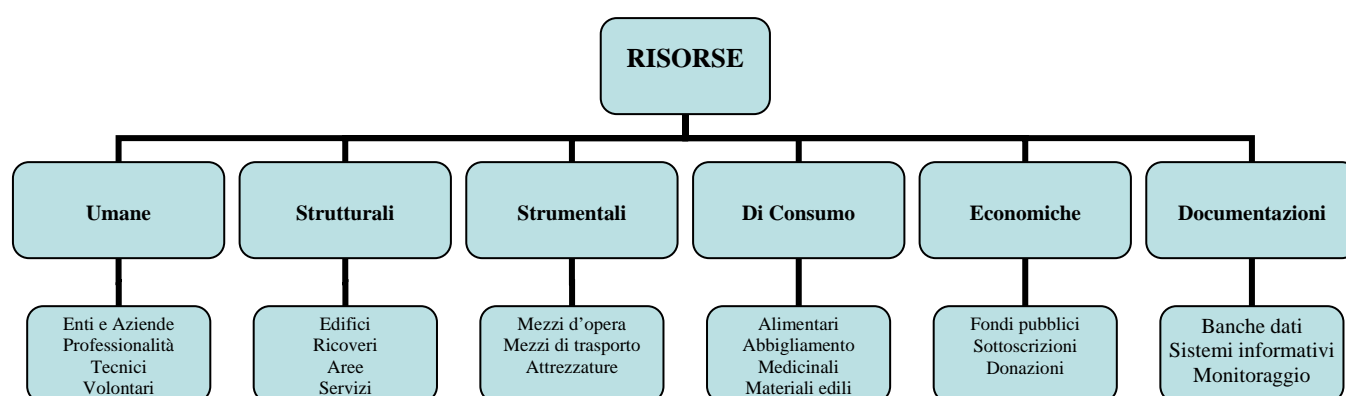 RISORSE
Umane
Strutturali
Strumentali
Di Consumo
Economiche
Documentazioni
Enti e Aziende
Professionalità
Tecnici
Volontari
Edifici
Ricoveri
Aree
Servizi
Mezzi d'opera
Mezzi di trasporto
Attrezzature
Alimentari
Abbigliamento
Medicinali
Materiali edili
Fondi pubblici
Sottoscrizioni
Donazioni
Banche dati
Sistemi informativi
Monitoraggio